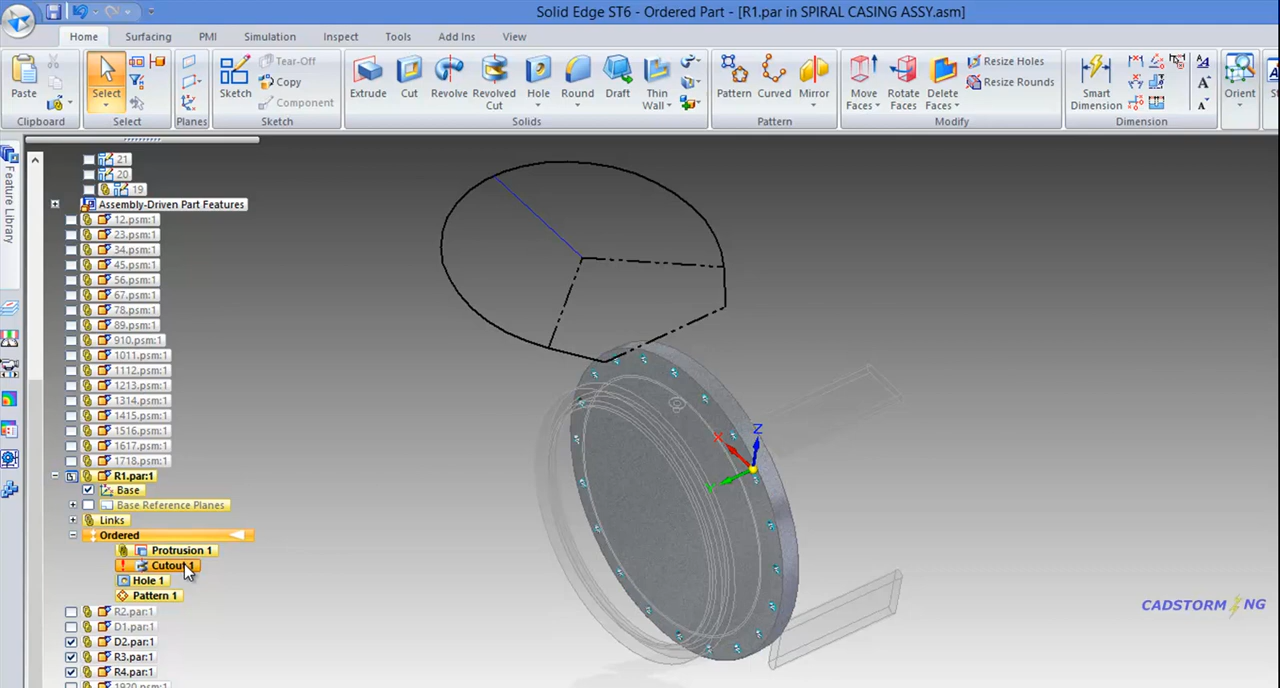 Solid Edge ST6 - Ordered Part - [R1.par in SPIRAL CASING ASSY.asm]
Home Surfacing PMI Simulation Inspect Tools Add Ins View
Paste
Clipboard
Select
Select
Planes
Sketch
Tear-Off
Copy
Component
Sketch
Extrude Cut Revolve Revolved Cut Hole Round Draft Thin Wall
Solids
Pattern Curved Mirror
Pattern
Move Faces Rotate Faces Delete Faces
Resize Holes
Resize Rounds
Modify
Smart Dimension
Dimension
Orient
Feature Library
21
20
19
Assembly-Driven Part Features
12.psm:1
23.psm:1
34.psm:1
45.psm:1
56.psm:1
67.psm:1
78.psm:1
89.psm:1
910.psm:1
1011.psm:1
1112.psm:1
1213.psm:1
1314.psm:1
1415.psm:1
1516.psm:1
1617.psm:1
1718.psm:1
R1.par:1
Base
Base Reference Planes
Links
Ordered
Protrusion 1
Cutout 1
Hole 1
Pattern 1
R2.par:1
D1.par:1
D2.par:1
R3.par:1
R4.par:1
1920.psm:1
Z
X
Y
CADSTORMING